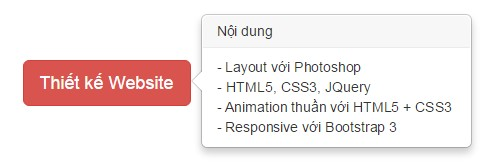 Nội dung
Thiết kế Website
- Layout với Photoshop
- HTML5, CSS3, JQuery
- Animation thuần với HTML5 + CSS3
- Responsive với Bootstrap 3